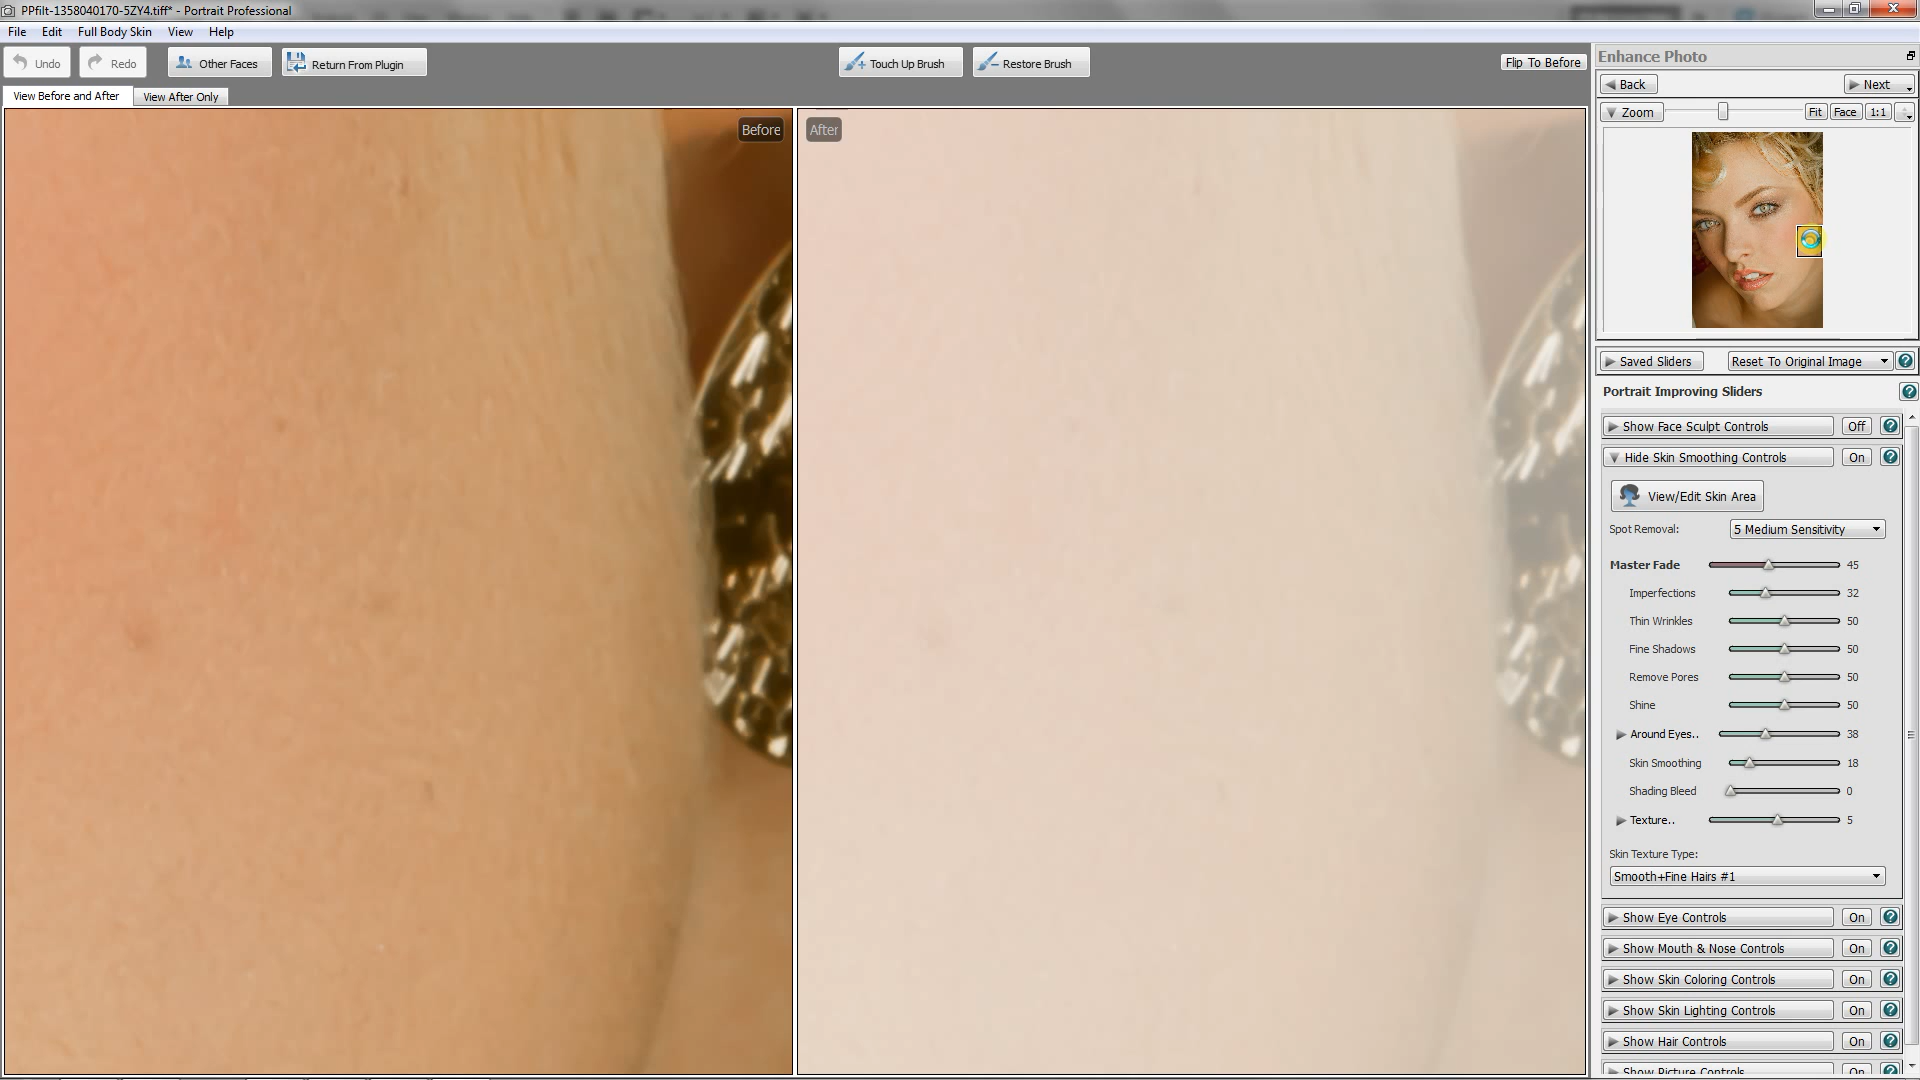 PPfilt-1358040170-5ZY4.tiff* - Portrait Professional
File Edit Full Body Skin View Help
Undo Redo Other Faces Return From Plugin Touch Up Brush Restore Brush Flip To Before
View Before and After View After Only
Before After
Enhance Photo
Back Next
Zoom Fit Face 1:1
Saved Sliders Reset To Original Image ?
Portrait Improving Sliders ?
Show Face Sculpt Controls Off ?
Hide Skin Smoothing Controls On ?
View/Edit Skin Area
Spot Removal: 5 Medium Sensitivity
Master Fade 45
Imperfections 32
Thin Wrinkles 50
Fine Shadows 50
Remove Pores 50
Shine 50
Around Eyes.. 38
Skin Smoothing 18
Shading Bleed 0
Texture.. 5
Skin Texture Type:
Smooth+Fine Hairs #1
Show Eye Controls On ?
Show Mouth & Nose Controls On ?
Show Skin Coloring Controls On ?
Show Skin Lighting Controls On ?
Show Hair Controls On ?
Show Picture Controls On ?